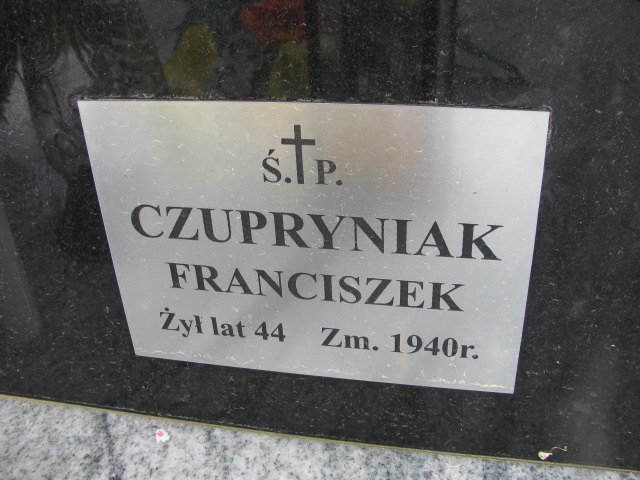 Ś. P.
CZUPRYNIAK
FRANCISZEK
Żył lat 44 Zm. 1940r.